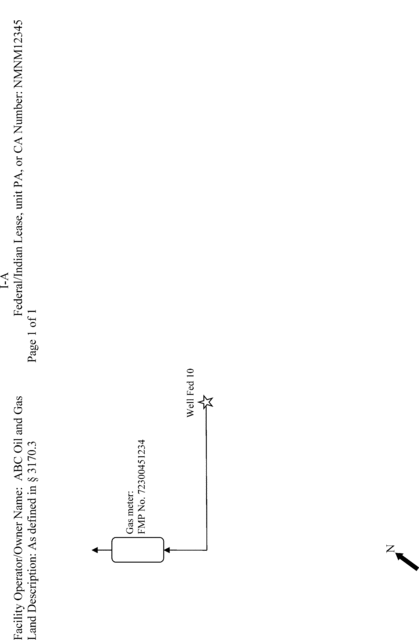 I-A
Facility Operator/Owner Name: ABC Oil and Gas Federal/Indian Lease, unit PA, or CA Number: NMNM12345
Land Description: As defined in § 3170.3 Page 1 of 1
Gas meter:
FMP No. 72300451234
Well Fed 10
N